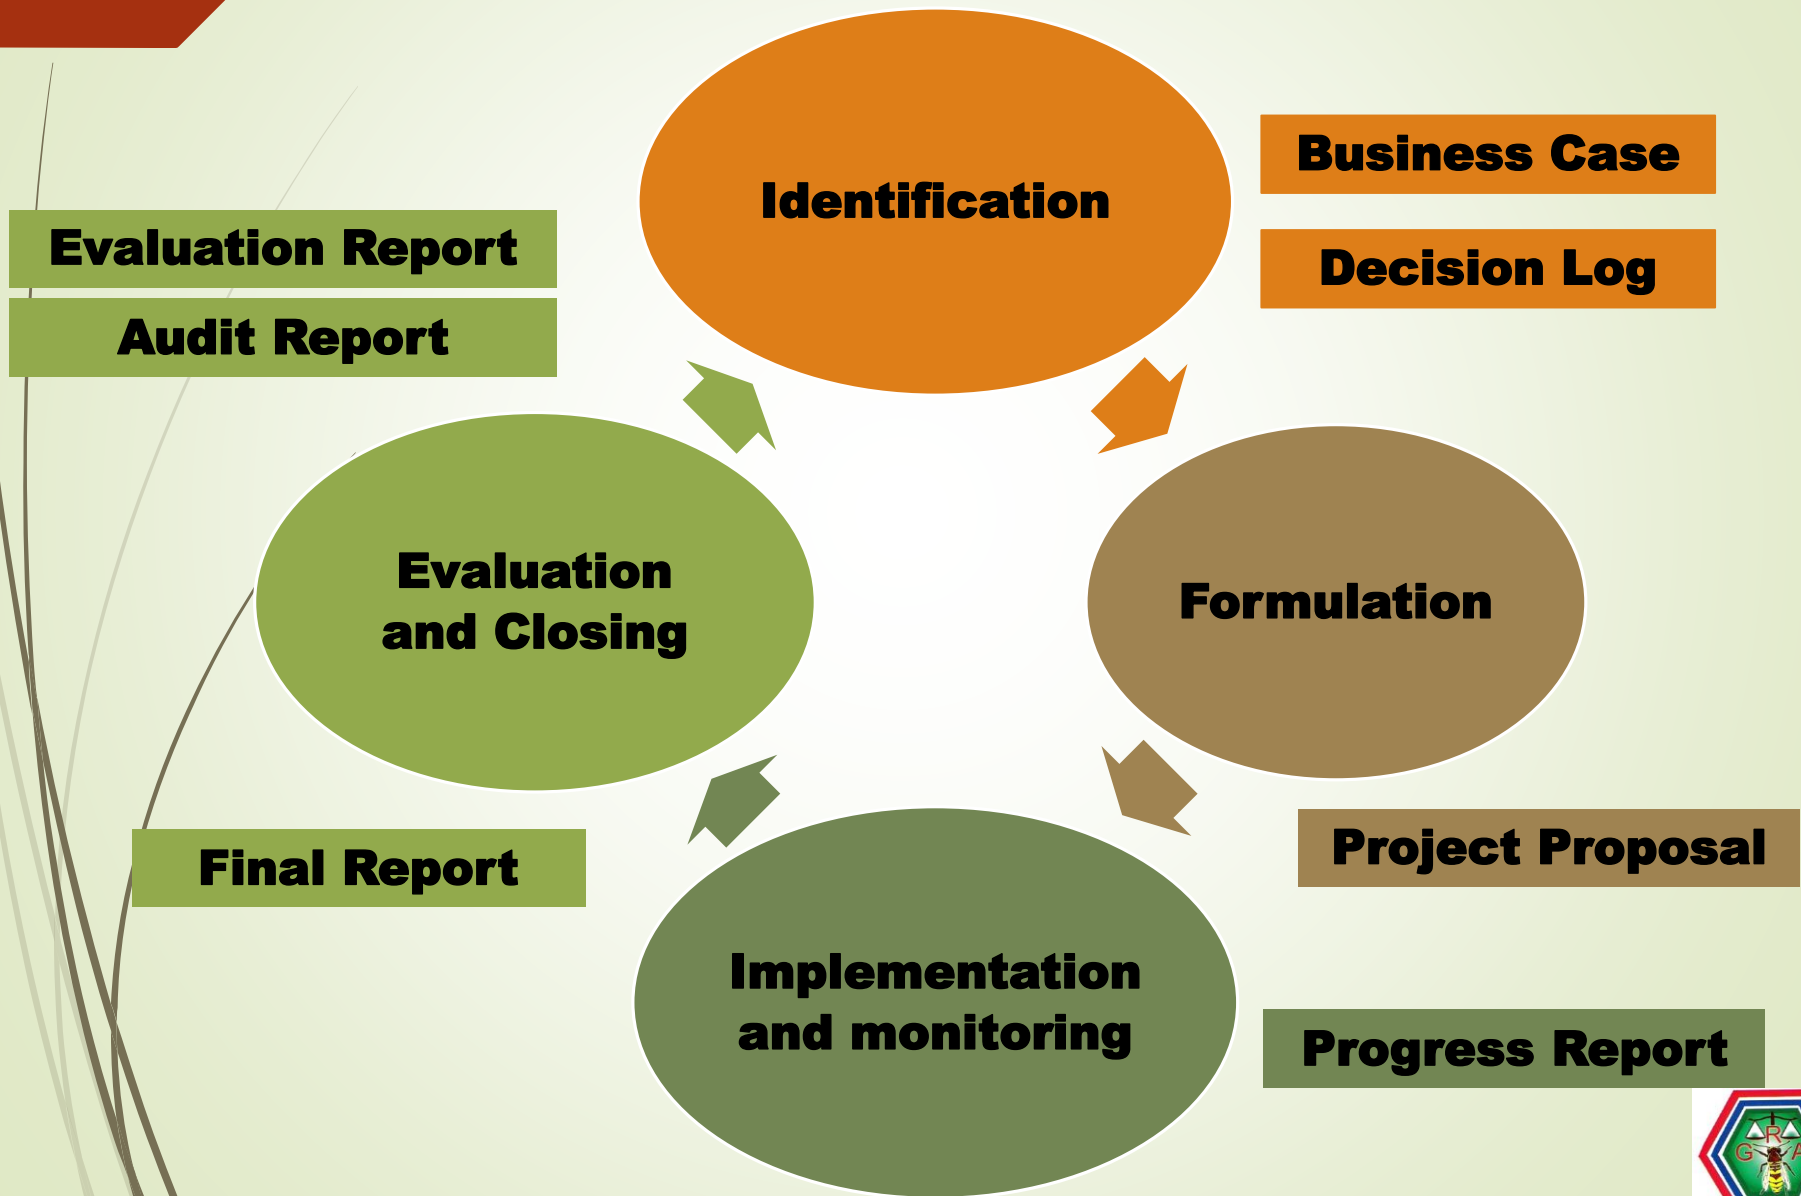 Identification
Business Case
Decision Log
Evaluation Report
Audit Report
Evaluation
and Closing
Formulation
Final Report
Project Proposal
Implementation
and monitoring
Progress Report
G R A